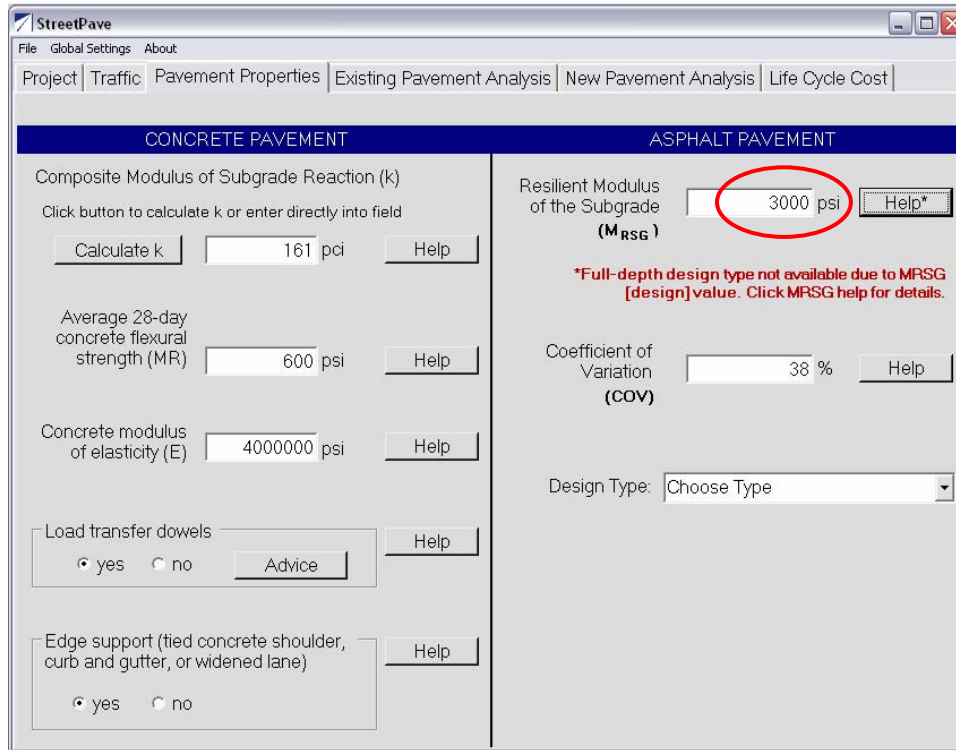 StreetPave
File Global Settings About
Project Traffic Pavement Properties Existing Pavement Analysis New Pavement Analysis Life Cycle Cost
CONCRETE PAVEMENT
Composite Modulus of Subgrade Reaction (k)
Click button to calculate k or enter directly into field
Calculate k 161 pci Help
Average 28-day
concrete flexural
strength (MR) 600 psi Help
Concrete modulus
of elasticity (E) 4000000 psi Help
Load transfer dowels
yes no Advice Help
Edge support (tied concrete shoulder,
curb and gutter, or widened lane) Help
yes no
ASPHALT PAVEMENT
Resilient Modulus
of the Subgrade 3000 psi Help*
(MRSG)
*Full-depth design type not available due to MRSG
[design] value. Click MRSG help for details.
Coefficient of
Variation 38 % Help
(COV)
Design Type: Choose Type